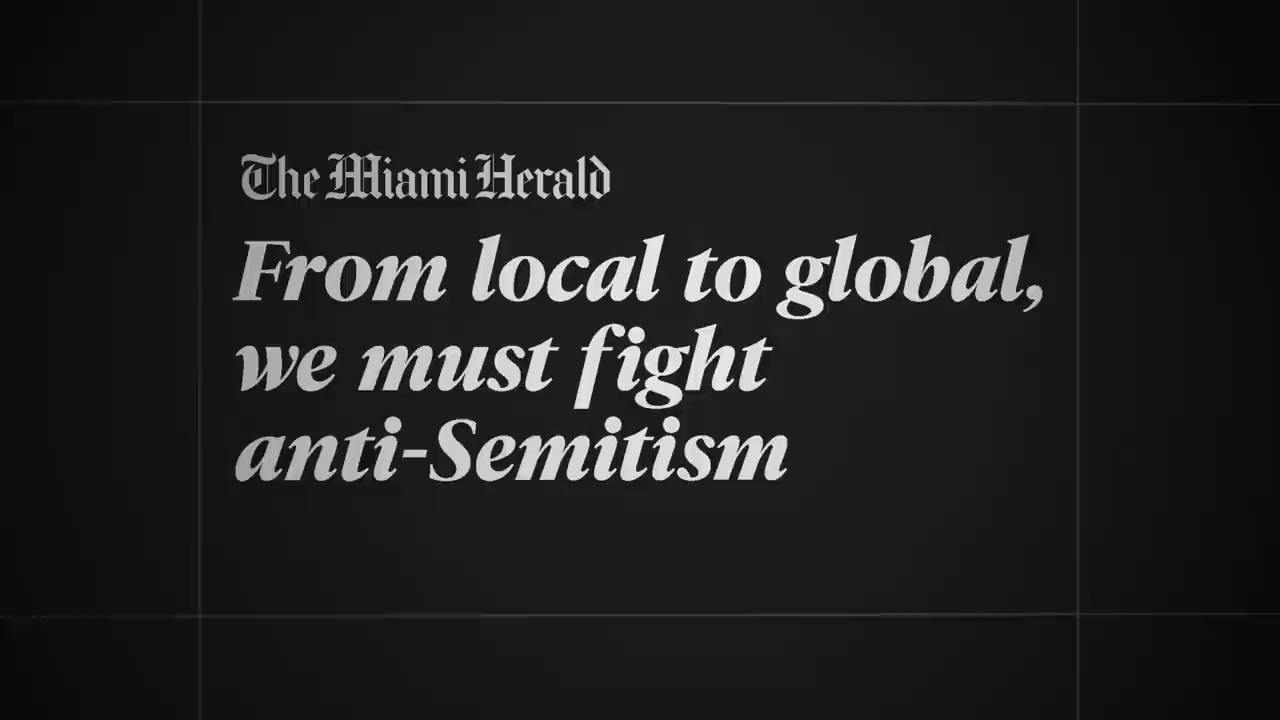 The Miami Herald
From local to global,
we must fight
anti-Semitism